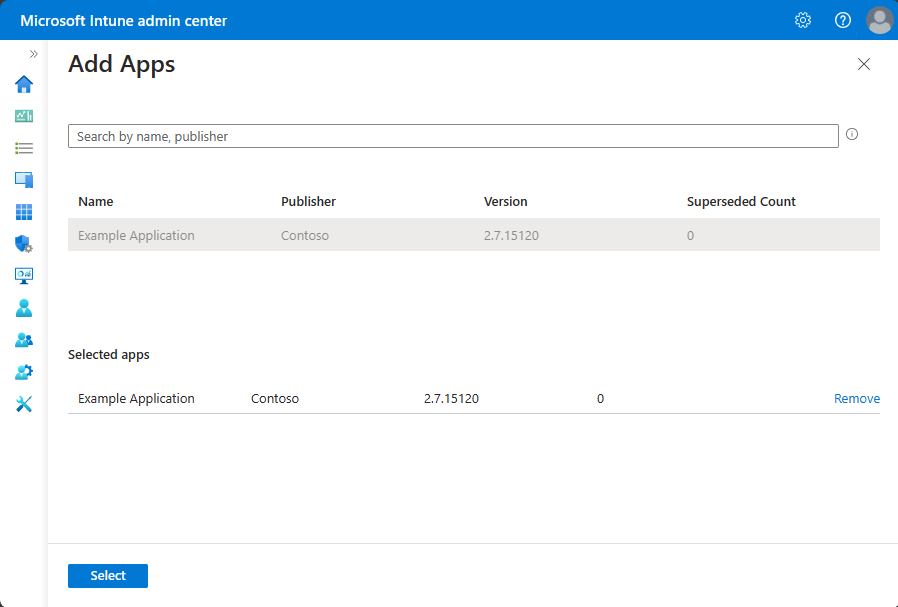 Microsoft Intune admin center
Add Apps
Search by name, publisher
Name Publisher Version Superseded Count
Example Application Contoso 2.7.15120 0
Selected apps
Example Application Contoso 2.7.15120 0 Remove
Select